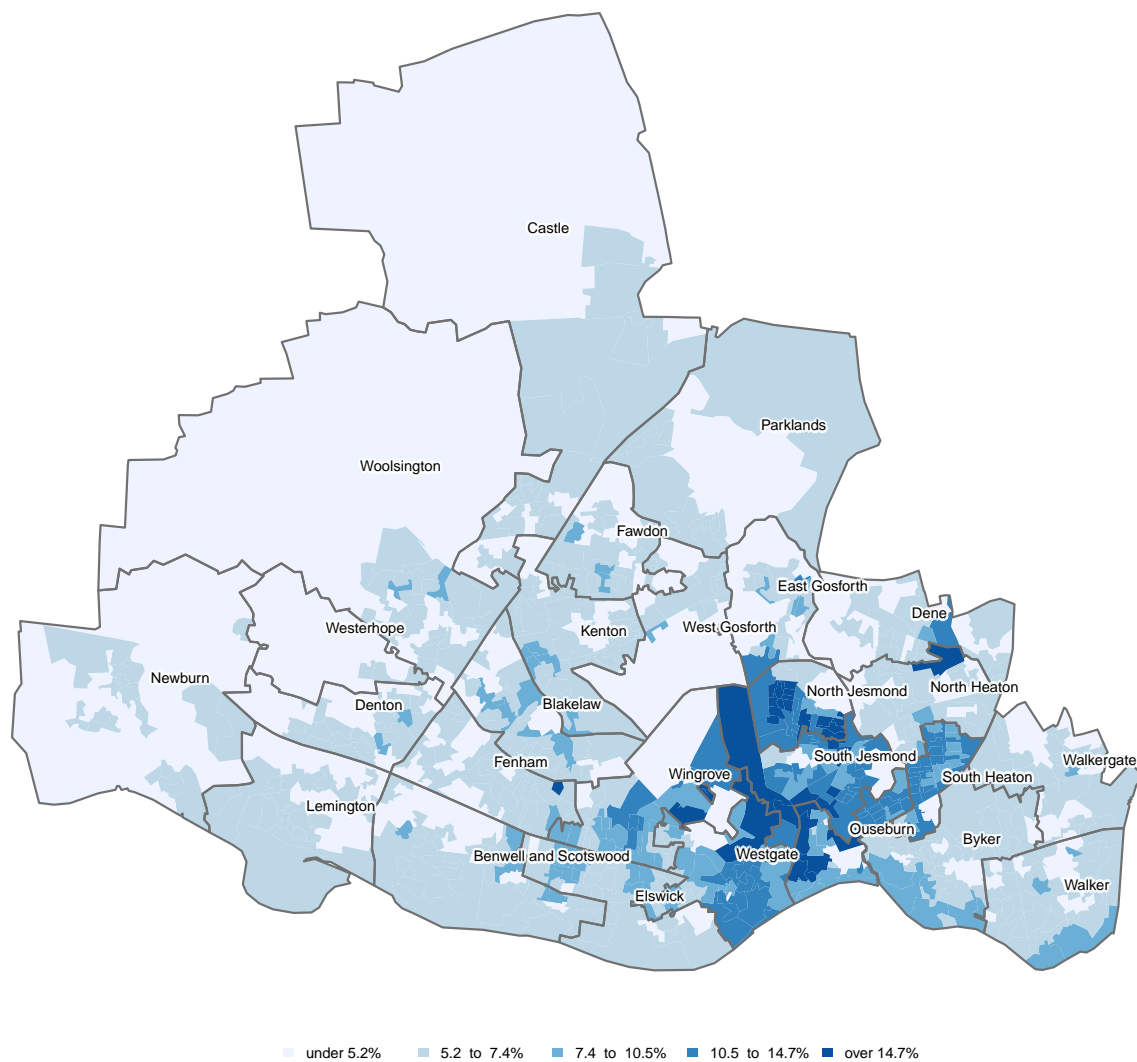 Castle
Parklands
Woolsington
Fawdon
East Gosforth
Dene
Westerhope
Kenton
West Gosforth
Newburn
North Jesmond
North Heaton
Denton
Blakelaw
South Jesmond
Fenham
Walkergate
Wingrove
South Heaton
Lemington
Ouseburn
Byker
Benwell and Scotswood
Westgate
Walker
Elswick
under 5.2% 5.2 to 7.4% 7.4 to 10.5% 10.5 to 14.7% over 14.7%